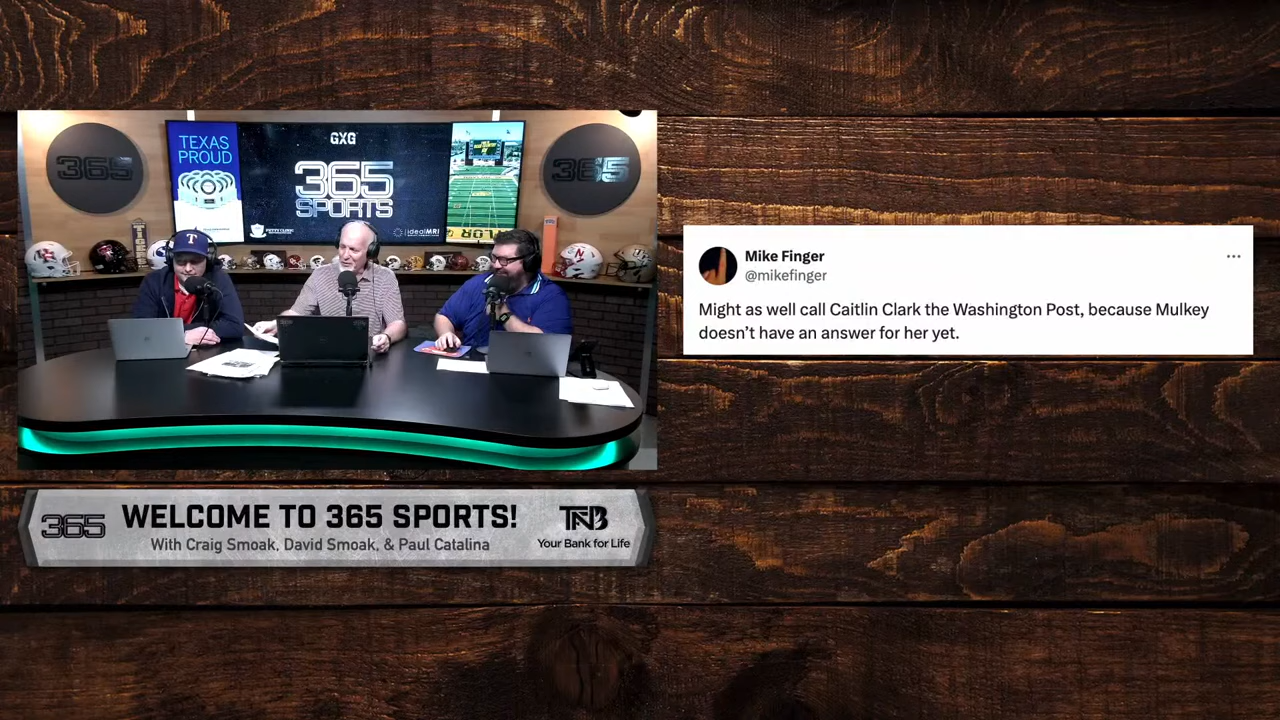 365
TEXAS
PROUD
GXG
365
SPORTS
idealMRI
365
T
Mike Finger
@mikefinger
Might as well call Caitlin Clark the Washington Post, because Mulkey
doesn’t have an answer for her yet.
365
WELCOME TO 365 SPORTS!
With Craig Smoak, David Smoak, & Paul Catalina
TFNB
Your Bank for Life